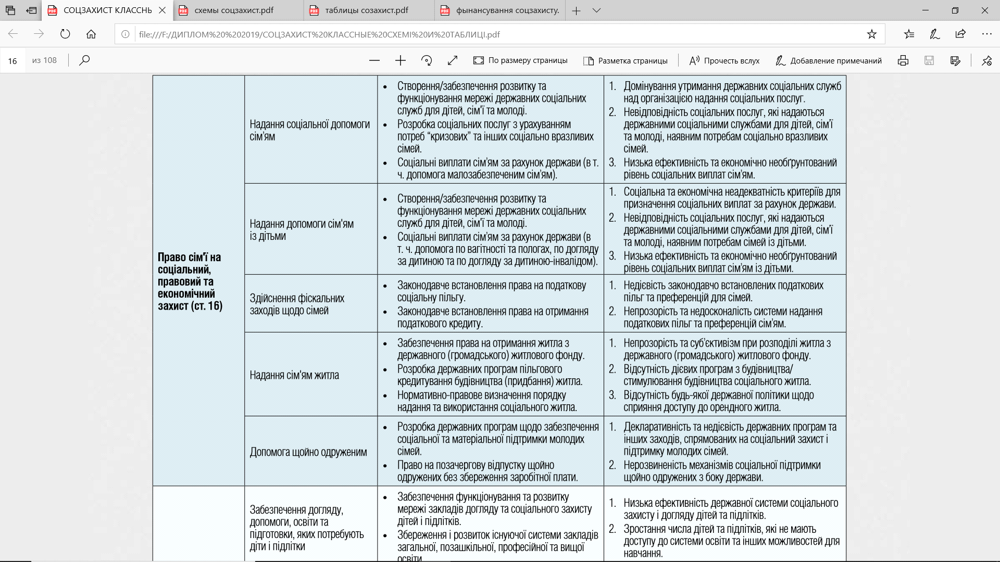 СОЦЗАХИСТ КЛАССНЬ
схемы соцзахист.pdf
таблицы созахист.pdf
фынансування соцзахисту.
file:///F:/ДИПЛОМ%20%202019/СОЦЗАХИСТ%20КЛАССНЫЕ%20СХЕМІ%20И%20ТАБЛИЦІ.pdf
16 из 108
По размеру страницы
Разметка страницы
Прочесть вслух
Добавление примечаний
Право сім'ї на
соціальний,
правовий та
економічний
захист (ст. 16)
Надання соціальної допомоги
сім’ям
• Створення/забезпечення розвитку та
функціонування мережі державних соціальних
служб для дітей, сім'ї та молоді.
• Розробка соціальних послуг з урахуванням
потреб “кризових” та інших соціально вразливих
сімей.
• Соціальні виплати сім’ям за рахунок держави (в т.
ч. допомога малозабезпеченим сім’ям).
1. Домінування утримання державних соціальних служб
над організацією надання соціальних послуг.
2. Невідповідність соціальних послуг, які надаються
державними соціальними службами для дітей, сім’ї
та молоді, наявним потребам соціально вразливих
сімей.
3. Низька ефективність та економічно необґрунтований
рівень соціальних виплат сім’ям.
Надання допомоги сім'ям
із дітьми
• Створення/забезпечення розвитку та
функціонування мережі державних соціальних
служб для дітей, сім'ї та молоді.
• Соціальні виплати сім’ям за рахунок держави (в
т. ч. допомога по вагітності та пологах, по догляду
за дитиною та по догляду за дитиною-інвалідом).
1. Соціальна та економічна неадекватність критеріїв для
призначення соціальних виплат за рахунок держави.
2. Невідповідність соціальних послуг, які надаються
державними соціальними службами для дітей, сім’ї
та молоді, наявним потребам сімей із дітьми.
3. Низька ефективність та економічно необґрунтований
рівень соціальних виплат сім’ям із дітьми.
Здійснення фіскальних
заходів щодо сімей
• Законодавче встановлення права на податкову
соціальну пільгу.
• Законодавче встановлення права на отримання
податкового кредиту.
1. Недієвість законодавчо встановлених податкових
пільг та преференцій для сімей.
2. Непрозорість та недосконалість системи надання
податкових пільг та преференцій сім’ям.
Надання сім'ям житла
• Забезпечення права на отримання житла з
державного (громадського) житлового фонду.
• Розробка державних програм пільгового
кредитування будівництва (придбання) житла.
• Нормативно-правове визначення порядку
надання та використання соціального житла.
1. Непрозорість та суб’єктивізм при розподілі житла з
державного (громадського) житлового фонду.
2. Відсутність дієвих програм з будівництва/
стимулювання будівництва соціального житла.
3. Відсутність будь-якої державної політики щодо
сприяння доступу до орендного житла.
Допомога щойно одруженим
• Розробка державних програм щодо забезпечення
соціальної та матеріальної підтримки молодих
сімей.
• Право на позачергову відпустку щойно
одружених без збереження заробітної плати.
1. Декларативність та недієвість державних програм та
інших заходів, спрямованих на соціальний захист і
підтримку молодих сімей.
2. Нерозвиненість механізмів соціальної підтримки
щойно одружених з боку держави.
Забезпечення догляду,
допомоги, освіти та
підготовки, яких потребують
діти і підлітки
• Забезпечення функціонування та розвитку
мережі закладів догляду та соціального захисту
дітей і підлітків.
• Збереження і розвиток існуючої системи закладів
загальної, позашкільної, професійної та вищої
освіти
1. Низька ефективність державної системи соціального
захисту і догляду дітей та підлітків.
2. Зростання числа дітей та підлітків, які не мають
доступу до системи освіти та інших можливостей для
навчання.